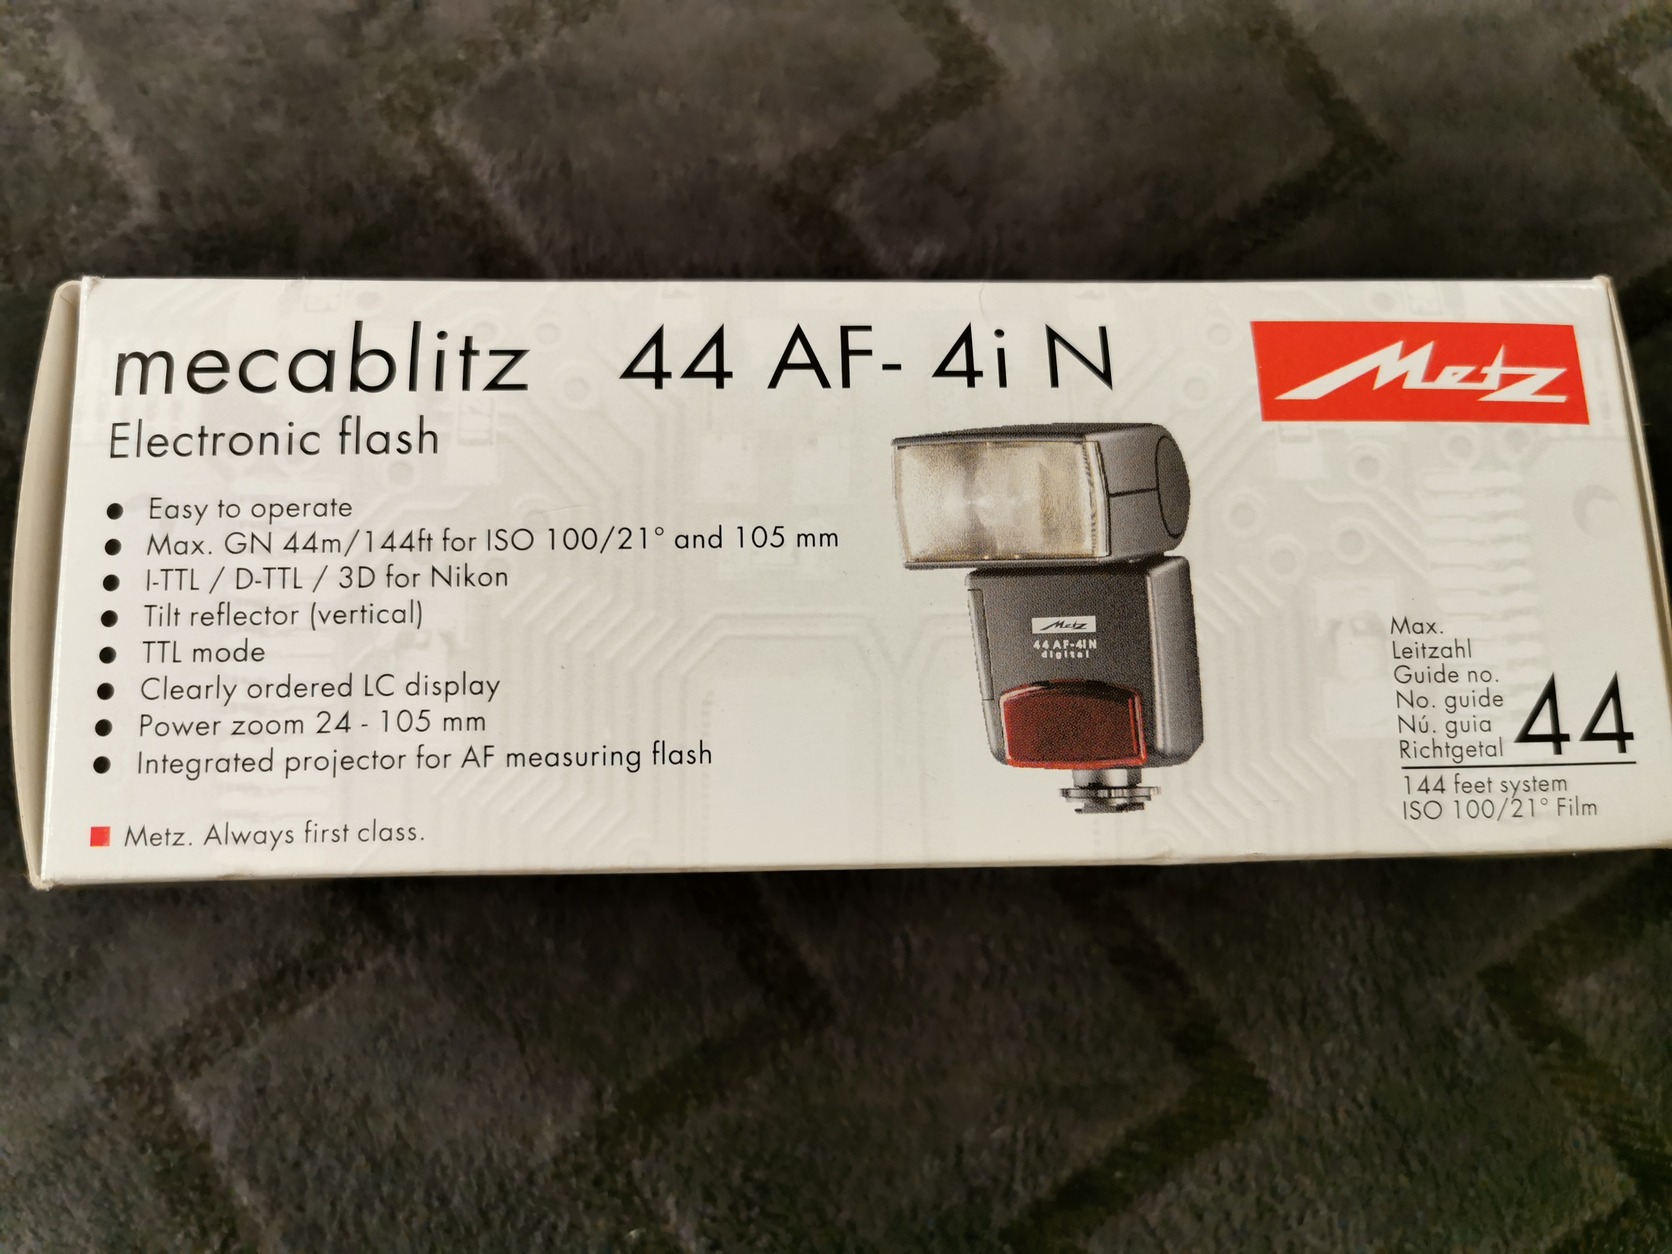 mecablitz 44 AF- 4i N
Metz
Electronic flash
● Easy to operate
● Max. GN 44m/144ft for ISO 100/21° and 105 mm
● I-TTL / D-TTL / 3D for Nikon
● Tilt reflector (vertical)
● TTL mode
● Clearly ordered LC display
● Power zoom 24 - 105 mm
● Integrated projector for AF measuring flash
Metz. Always first class.
Metz
44 AF-4i N
digital
Max.
Leitzahl
Guide no.
No. guide
Nú. guia
Richtgetal
44
144 feet system
ISO 100/21° Film